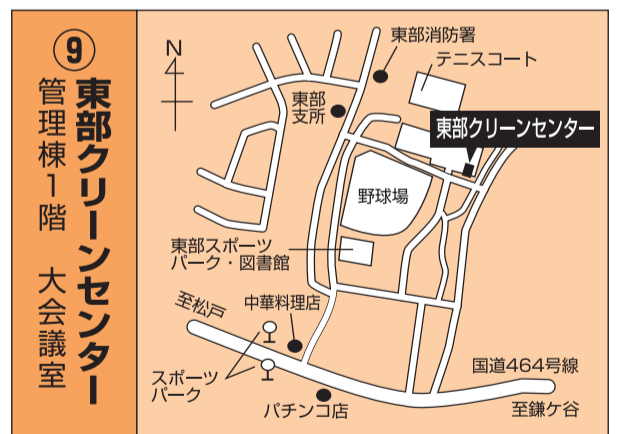 ⑨
東部クリーンセンター
管理棟1階 大会議室
N
東部消防署
テニスコート
東部
支所
東部クリーンセンター
野球場
東部スポーツ
パーク・図書館
至松戸
中華料理店
スポーツ
パーク
パチンコ店
国道464号線
至鎌ケ谷